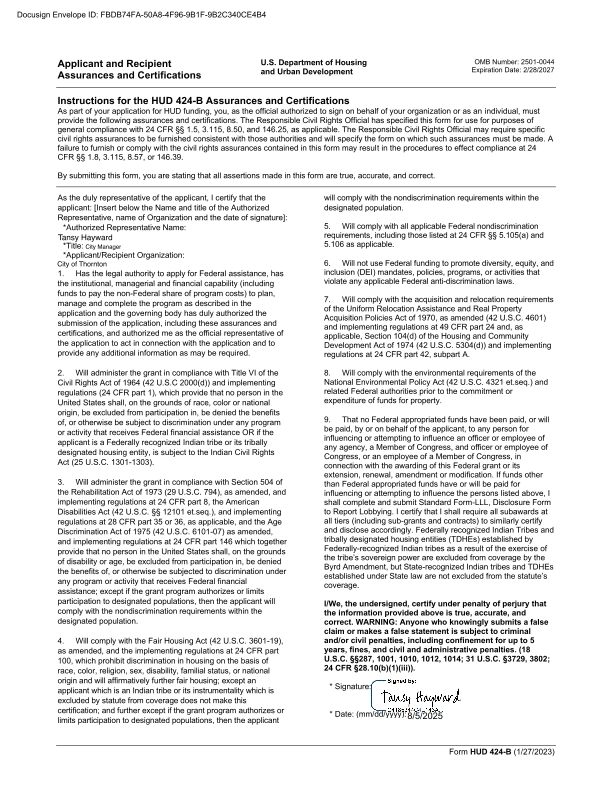 Docusign Envelope ID: FBDB74FA-50A8-4F96-9B1F-9B2C340CE4B4
Applicant and Recipient
Assurances and Certifications
U.S. Department of Housing
and Urban Development
OMB Number: 2501-0044
Expiration Date: 2/28/2027
Instructions for the HUD 424-B Assurances and Certifications
As part of your application for HUD funding, you, as the official authorized to sign on behalf of your organization or as an individual, must
provide the following assurances and certifications. The Responsible Civil Rights Official has specified this form for use for purposes of
general compliance with 24 CFR §§ 1.5, 3.115, 8.50, and 146.25, as applicable. The Responsible Civil Rights Official may require specific
civil rights assurances to be furnished consistent with those authorities and will specify the form on which such assurances must be made. A
failure to furnish or comply with the civil rights assurances contained in this form may result in the procedures to effect compliance at 24
CFR §§ 1.8, 3.115, 8.57, or 146.39.
By submitting this form, you are stating that all assertions made in this form are true, accurate, and correct.
As the duly representative of the applicant, I certify that the
applicant: [Insert below the Name and title of the Authorized
Representative, name of Organization and the date of signature]:
*Authorized Representative Name:
Tansy Hayward
*Title: City Manager
*Applicant/Recipient Organization:
City of Thornton
1. Has the legal authority to apply for Federal assistance, has
the institutional, managerial and financial capability (including
funds to pay the non-Federal share of program costs) to plan,
manage and complete the program as described in the
application and the governing body has duly authorized the
submission of the application, including these assurances and
certifications, and authorized me as the official representative of
the application to act in connection with the application and to
provide any additional information as may be required.
2. Will administer the grant in compliance with Title VI of the
Civil Rights Act of 1964 (42 U.S.C 2000(d)) and implementing
regulations (24 CFR part 1), which provide that no person in the
United States shall, on the grounds of race, color or national
origin, be excluded from participation in, be denied the benefits
of, or otherwise be subject to discrimination under any program
or activity that receives Federal financial assistance OR if the
applicant is a Federally recognized Indian tribe or its tribally
designated housing entity, is subject to the Indian Civil Rights
Act (25 U.S.C. 1301-1303).
3. Will administer the grant in compliance with Section 504 of
the Rehabilitation Act of 1973 (29 U.S.C. 794), as amended, and
implementing regulations at 24 CFR part 8, the American
Disabilities Act (42 U.S.C. §§ 12101 et.seq.), and implementing
regulations at 28 CFR part 35 or 36, as applicable, and the Age
Discrimination Act of 1975 (42 U.S.C. 6101-07) as amended,
and implementing regulations at 24 CFR part 146 which together
provide that no person in the United States shall, on the grounds
of disability or age, be excluded from participation in, be denied
the benefits of, or otherwise be subjected to discrimination under
any program or activity that receives Federal financial
assistance; except if the grant program authorizes or limits
participation to designated populations, then the applicant will
comply with the nondiscrimination requirements within the
designated population.
4. Will comply with the Fair Housing Act (42 U.S.C. 3601-19),
as amended, and the implementing regulations at 24 CFR part
100, which prohibit discrimination in housing on the basis of
race, color, religion, sex, disability, familial status, or national
origin and will affirmatively further fair housing; except an
applicant which is an Indian tribe or its instrumentality which is
excluded by statute from coverage does not make this
certification; and further except if the grant program authorizes or
limits participation to designated populations, then the applicant
will comply with the nondiscrimination requirements within the
designated population.
5. Will comply with all applicable Federal nondiscrimination
requirements, including those listed at 24 CFR §§ 5.105(a) and
5.106 as applicable.
6. Will not use Federal funding to promote diversity, equity, and
inclusion (DEI) mandates, policies, programs, or activities that
violate any applicable Federal anti-discrimination laws.
7. Will comply with the acquisition and relocation requirements
of the Uniform Relocation Assistance and Real Property
Acquisition Policies Act of 1970, as amended (42 U.S.C. 4601)
and implementing regulations at 49 CFR part 24 and, as
applicable, Section 104(d) of the Housing and Community
Development Act of 1974 (42 U.S.C. 5304(d)) and implementing
regulations at 24 CFR part 42, subpart A.
8. Will comply with the environmental requirements of the
National Environmental Policy Act (42 U.S.C. 4321 et.seq.) and
related Federal authorities prior to the commitment or
expenditure of funds for property.
9. That no Federal appropriated funds have been paid, or will
be paid, by or on behalf of the applicant, to any person for
influencing or attempting to influence an officer or employee of
any agency, a Member of Congress, and officer or employee of
Congress, or an employee of a Member of Congress, in
connection with the awarding of this Federal grant or its
extension, renewal, amendment or modification. If funds other
than Federal appropriated funds have or will be paid for
influencing or attempting to influence the persons listed above, I
shall complete and submit Standard Form-LLL, Disclosure Form
to Report Lobbying. I certify that I shall require all subawards at
all tiers (including sub-grants and contracts) to similarly certify
and disclose accordingly. Federally recognized Indian Tribes and
tribally designated housing entities (TDHEs) established by
Federally-recognized Indian tribes as a result of the exercise of
the tribe's sovereign power are excluded from coverage by the
Byrd Amendment, but State-recognized Indian tribes and TDHEs
established under State law are not excluded from the statute's
coverage.
I/We, the undersigned, certify under penalty of perjury that the
information provided above is true, accurate, and
correct. WARNING: Anyone who knowingly submits a false
claim or makes a false statement is subject to criminal
and/or civil penalties, including confinement for up to 5
years, fines, and civil and administrative penalties. (18
U.S.C. §§287, 1001, 1010, 1012, 1014; 31 U.S.C. §3729, 3802;
24 CFR §28.10(b)(1)(iii)).
Signed by:
* Signature: Tansy Hayward
* Date: (mm/dd/yyyy): 8/5/2025
Form HUD 424-B (1/27/2023)